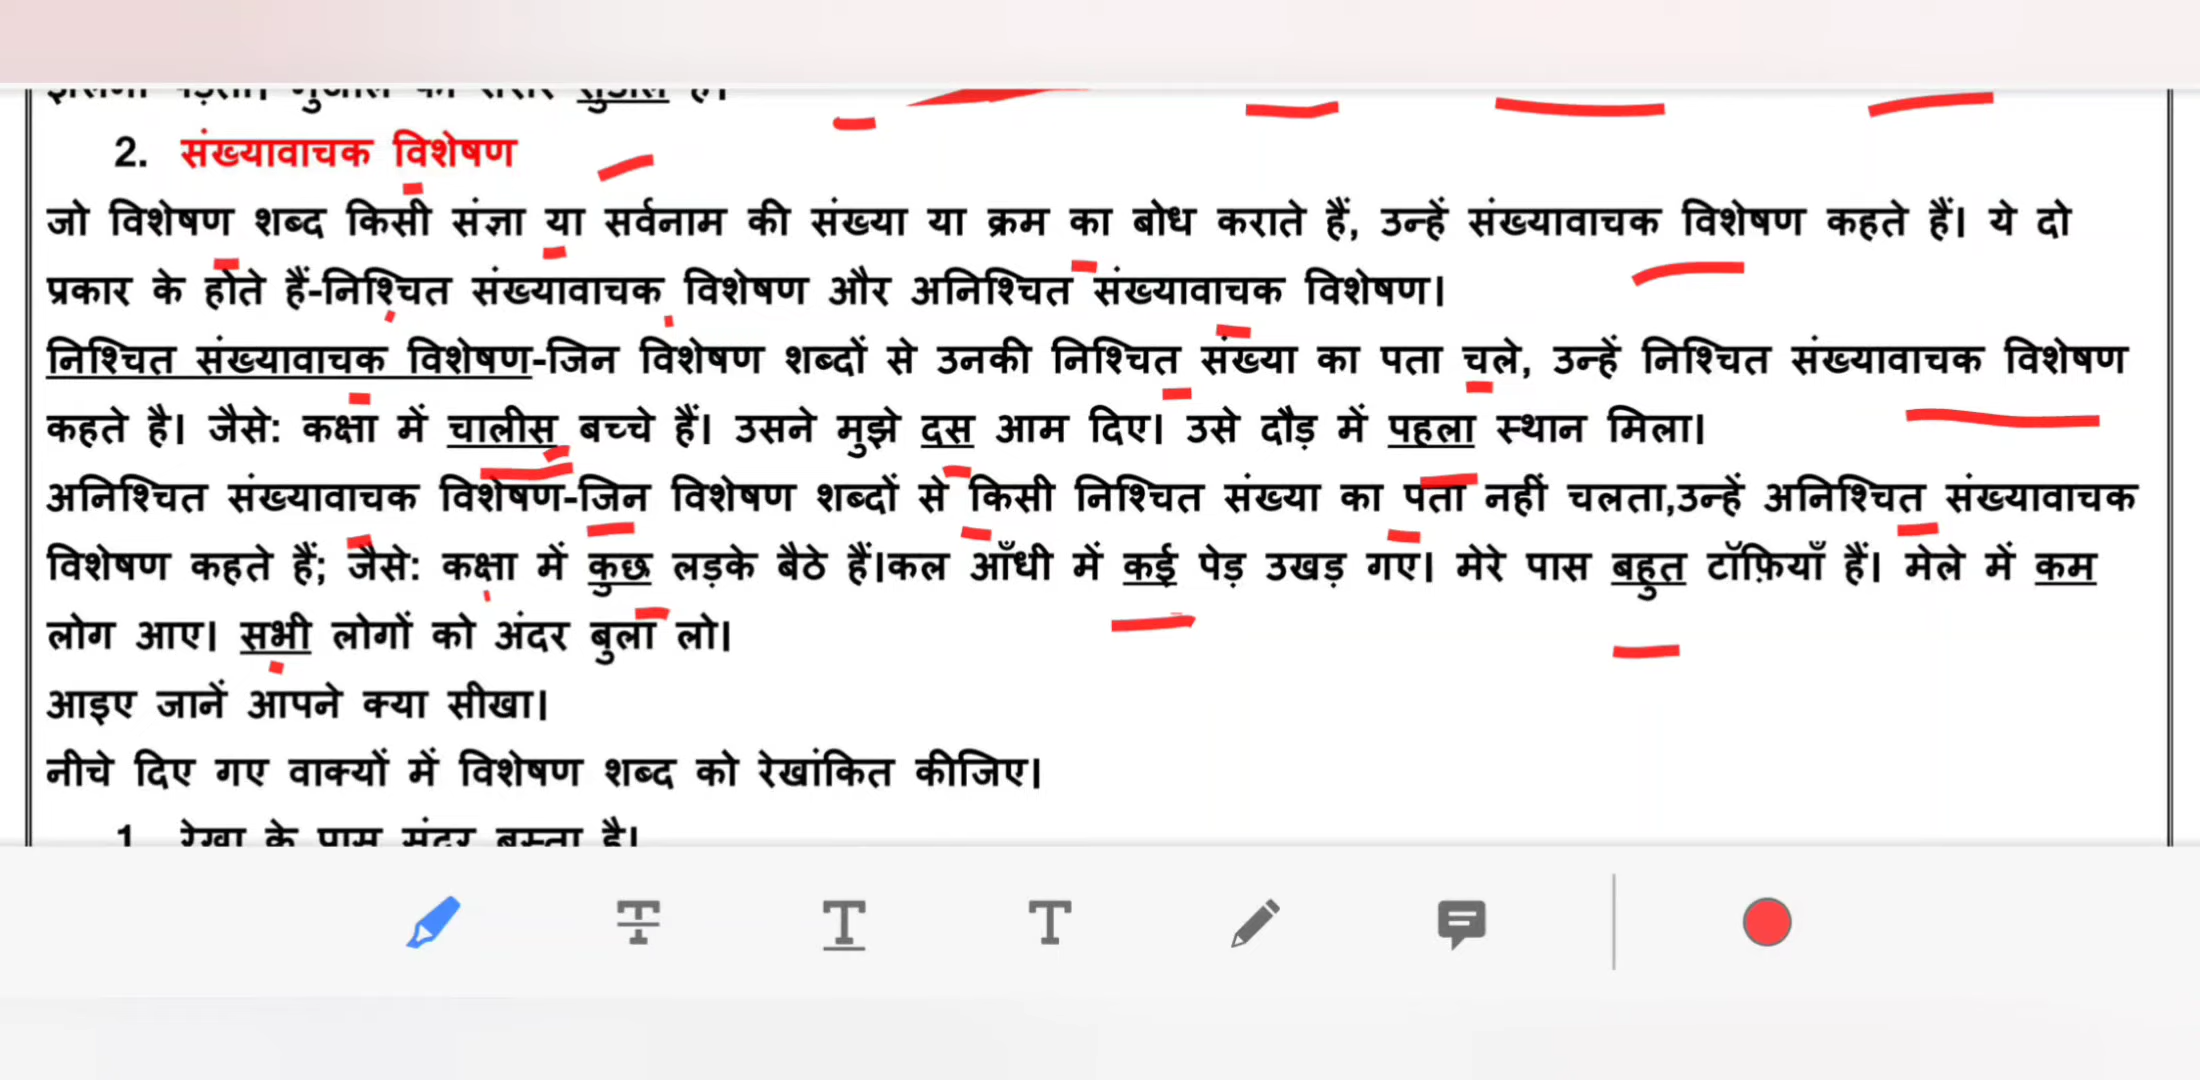 सुडौल है।
2. संख्यावाचक विशेषण
जो विशेषण शब्द किसी संज्ञा या सर्वनाम की संख्या या क्रम का बोध कराते हैं, उन्हें संख्यावाचक विशेषण कहते हैं। ये दो
प्रकार के होते हैं-निश्चित संख्यावाचक विशेषण और अनिश्चित संख्यावाचक विशेषण।
निश्चित संख्यावाचक विशेषण-जिन विशेषण शब्दों से उनकी निश्चित संख्या का पता चले, उन्हें निश्चित संख्यावाचक विशेषण
कहते है। जैसे: कक्षा में चालीस बच्चे हैं। उसने मुझे दस आम दिए। उसे दौड़ में पहला स्थान मिला।
अनिश्चित संख्यावाचक विशेषण-जिन विशेषण शब्दों से किसी निश्चित संख्या का पता नहीं चलता,उन्हें अनिश्चित संख्यावाचक
विशेषण कहते हैं; जैसे: कक्षा में कुछ लड़के बैठे हैं।कल आँधी में कई पेड़ उखड़ गए। मेरे पास बहुत टॉफ़ियाँ हैं। मेले में कम
लोग आए। सभी लोगों को अंदर बुला लो।
आइए जानें आपने क्या सीखा।
नीचे दिए गए वाक्यों में विशेषण शब्द को रेखांकित कीजिए।
1. रेखा के पास सुंदर बस्ता है।